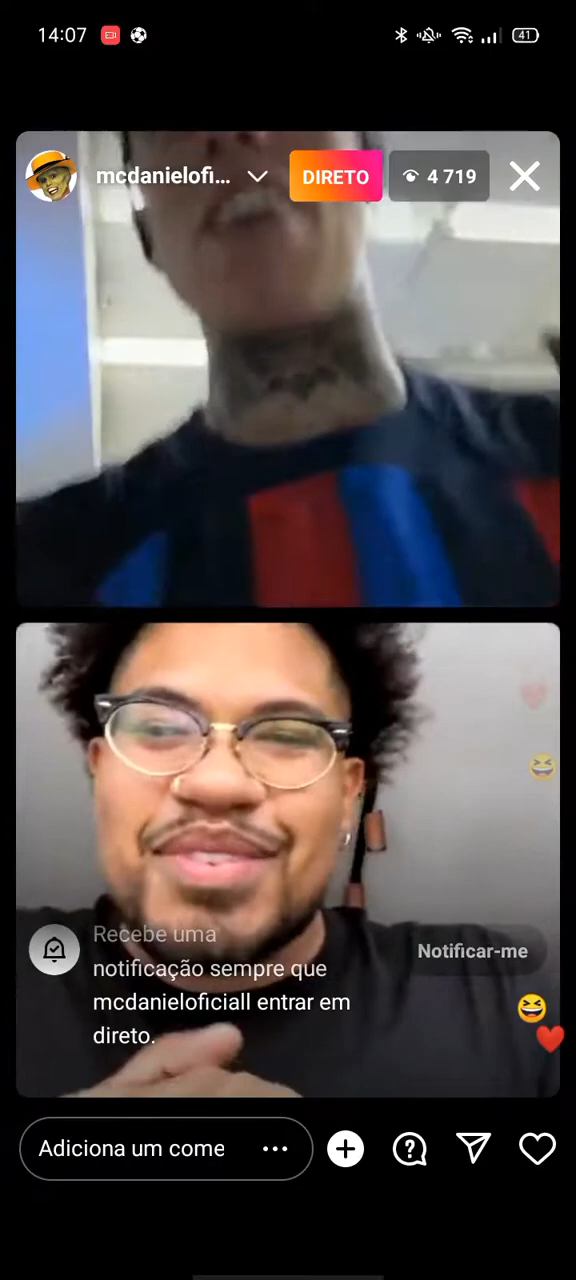 14:07
41
mcdanielofi...
DIRETO
4 719
Recebe uma
notificação sempre que
mcdanieloficiall entrar em
direto.
Notificar-me
Adiciona um come